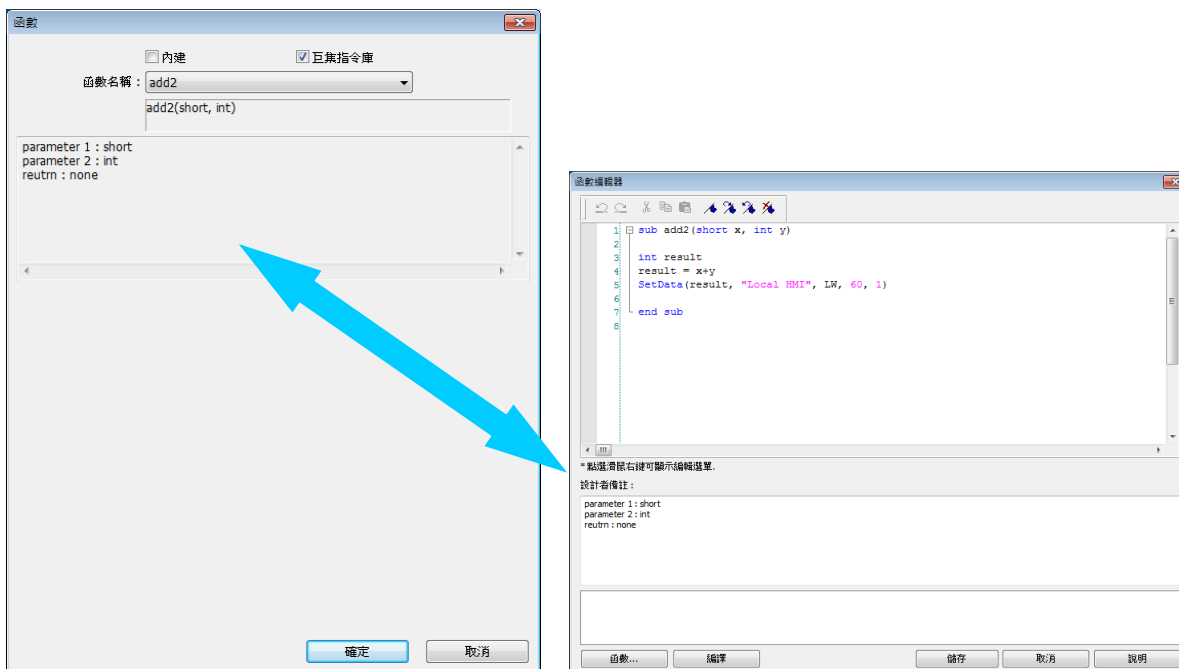 函數
內建
巨集指令庫
函數名稱：add2
add2(short, int)
parameter 1 : short
parameter 2 : int
reutrn : none
確定
取消
函數編輯器
1 sub add2(short x, int y)
2
3 int result
4 result = x+y
5 SetData(result, "Local HMI", LW, 60, 1)
6
7 end sub
8
*點選滑鼠右鍵可顯示編輯選單.
設計者備註：
parameter 1 : short
parameter 2 : int
reutrn : none
函數...
編譯
儲存
取消
說明